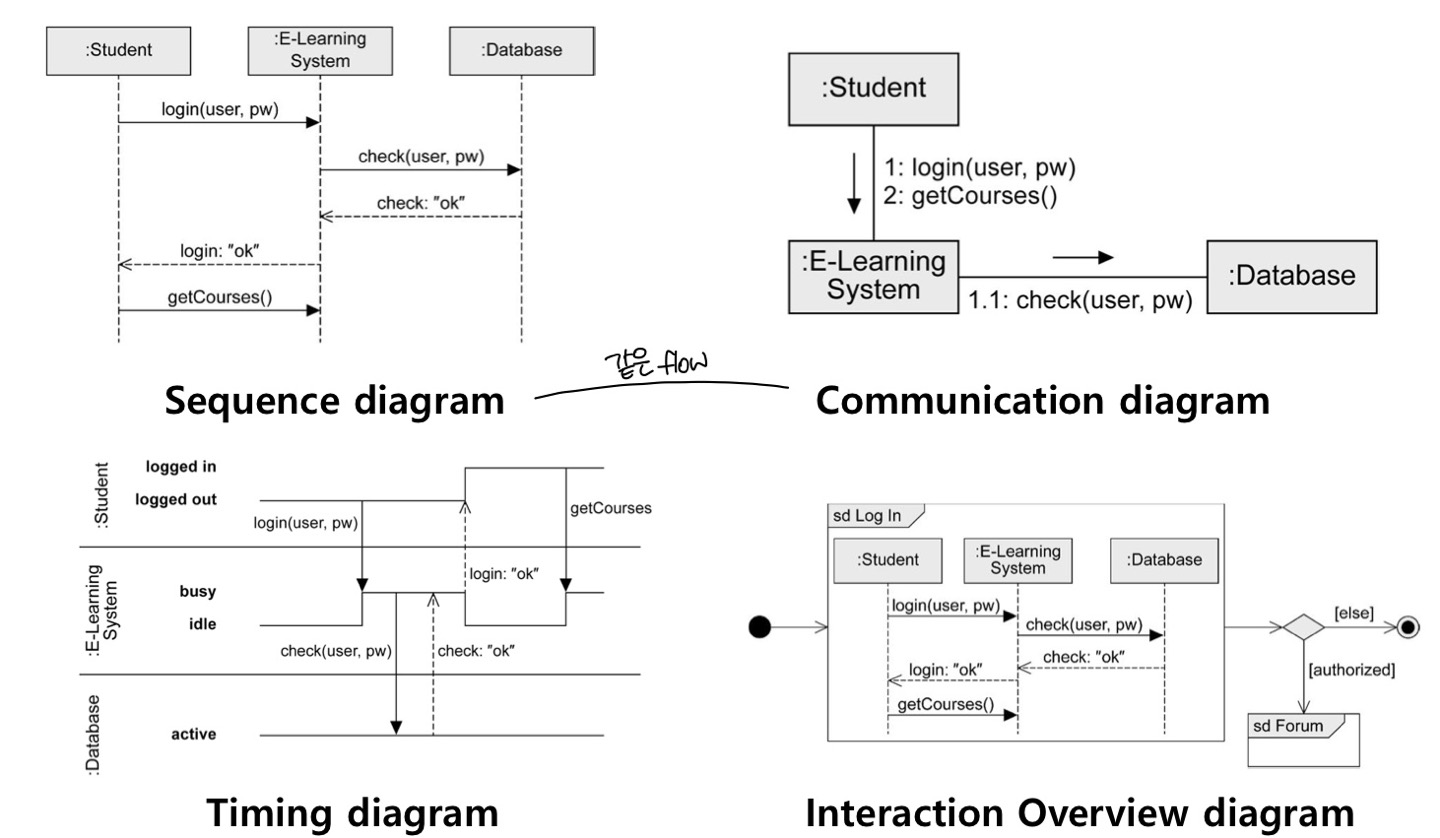 :Student
:E-Learning
System
:Database
login(user, pw)
check(user, pw)
check: "ok"
login: "ok"
getCourses()
Sequence diagram
:Student
1: login(user, pw)
2: getCourses()
:E-Learning
System
:Database
1.1: check(user, pw)
Communication diagram
같은 flow
:Student
logged in
logged out
login(user, pw)
getCourses
:E-Learning
System
busy
idle
login: "ok"
check(user, pw)
check: "ok"
:Database
active
Timing diagram
sd Log In
:Student
:E-Learning
System
:Database
login(user, pw)
check(user, pw)
check: "ok"
login: "ok"
getCourses()
[else]
[authorized]
sd Forum
Interaction Overview diagram